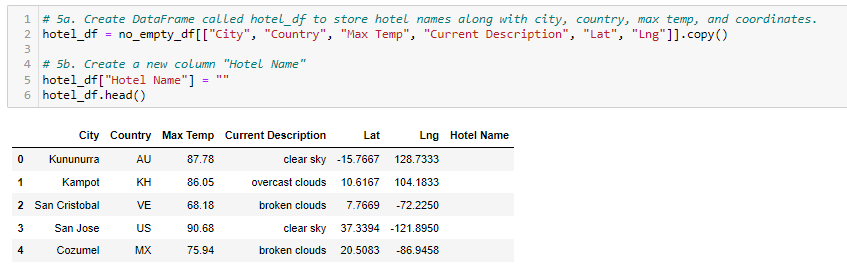 1 # 5a. Create DataFrame called hotel_df to store hotel names along with city, country, max temp, and coordinates.
2 hotel_df = no_empty_df[["City", "Country", "Max Temp", "Current Description", "Lat", "Lng"]].copy()
3
4 # 5b. Create a new column "Hotel Name"
5 hotel_df["Hotel Name"] = ""
6 hotel_df.head()
City Country Max Temp Current Description Lat Lng Hotel Name
0 Kununurra AU 87.78 clear sky -15.7667 128.7333
1 Kampot KH 86.05 overcast clouds 10.6167 104.1833
2 San Cristobal VE 68.18 broken clouds 7.7669 -72.2250
3 San Jose US 90.68 clear sky 37.3394 -121.8950
4 Cozumel MX 75.94 broken clouds 20.5083 -86.9458